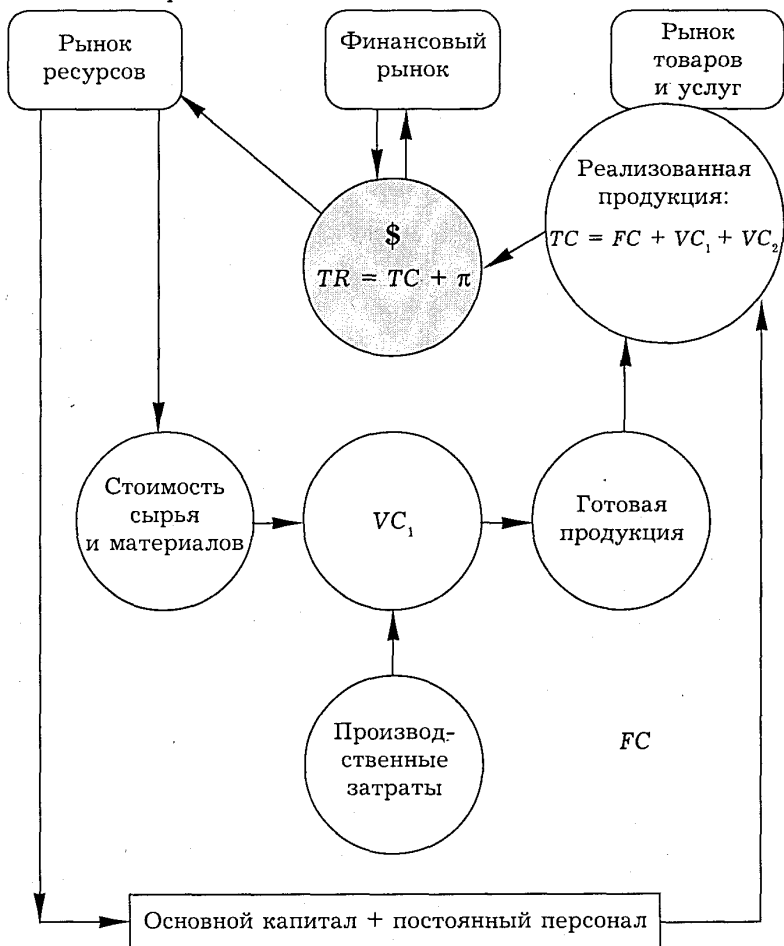 Рынок
ресурсов
Финансовый
рынок
Рынок
товаров
и услуг
Реализованная
продукция:
TC = FC + VC₁ + VC₂
$
TR = TC + π
Стоимость
сырья
и материалов
VC₁
Готовая
продукция
Производ-
ственные
затраты
FC
Основной капитал + постоянный персонал